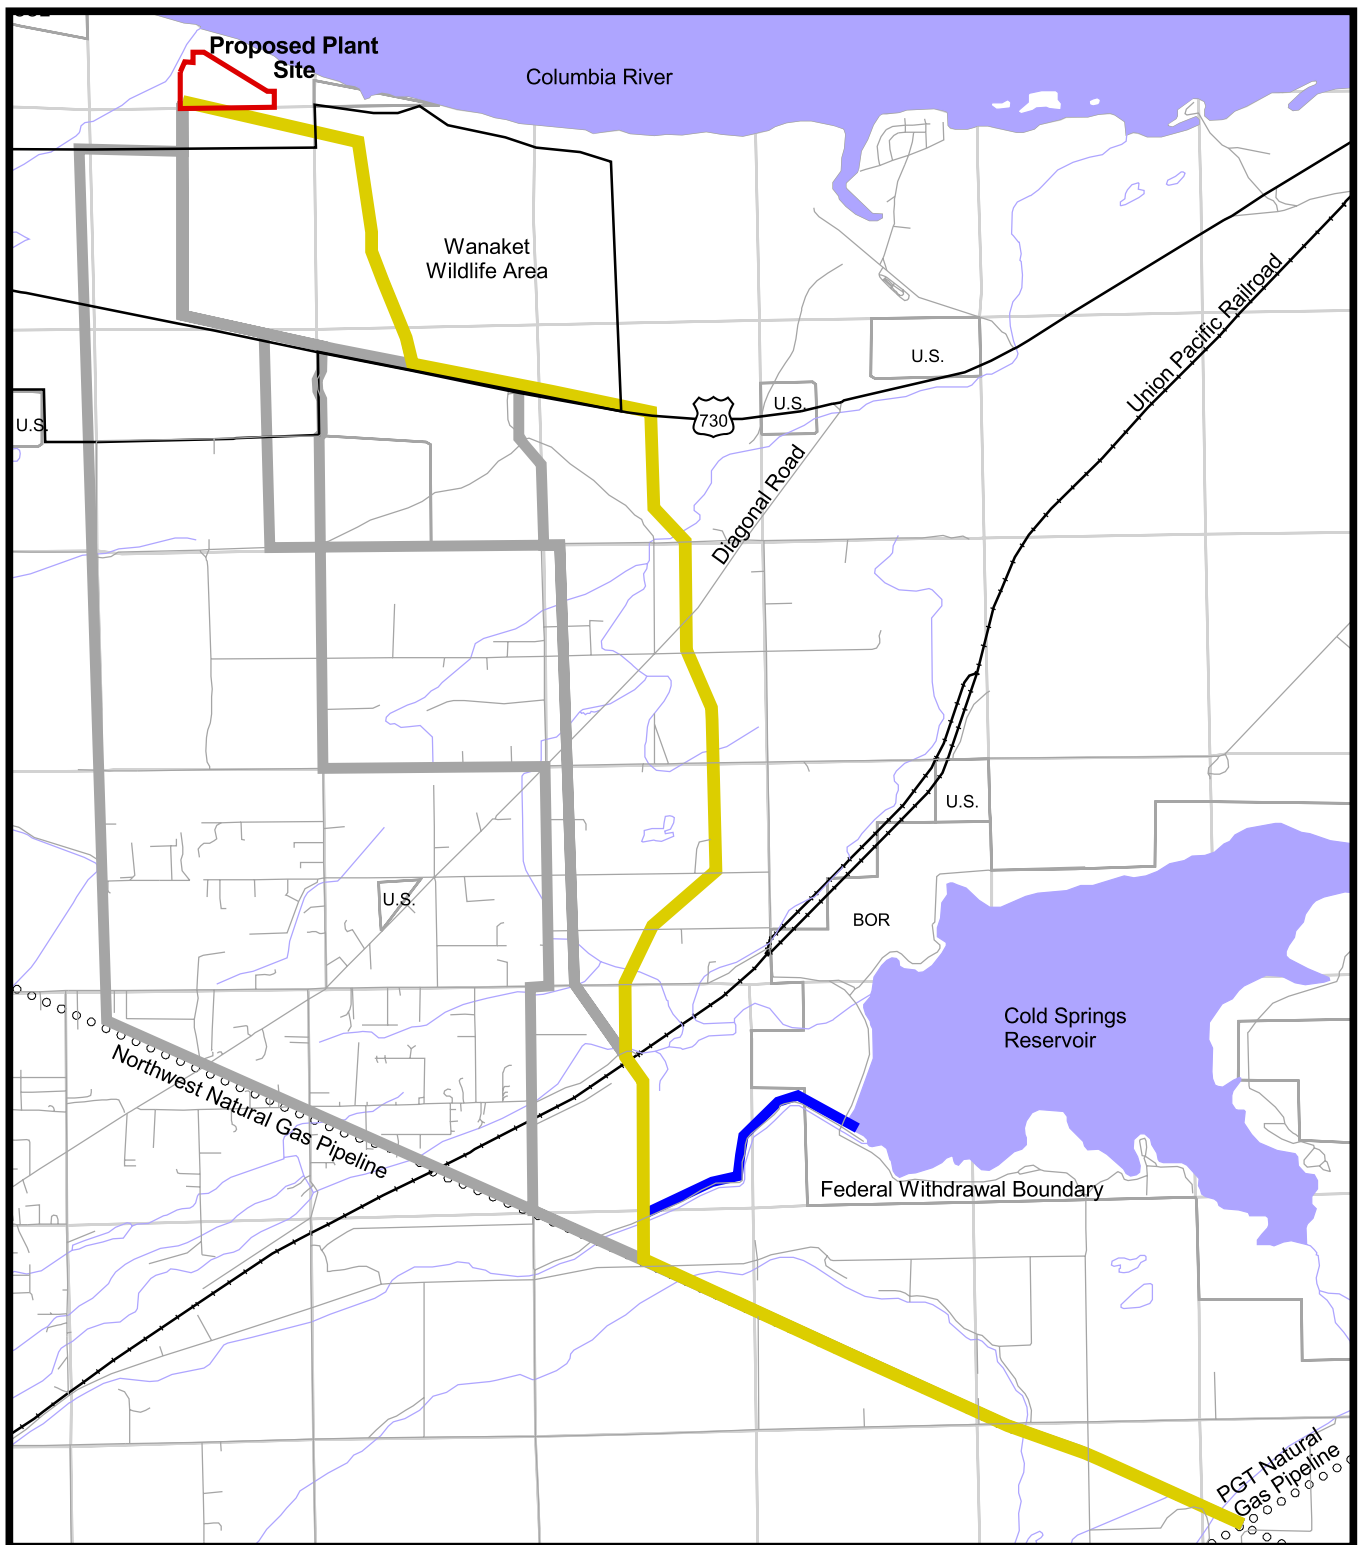 Proposed Plant
Site
Columbia River
Wanaket
Wildlife Area
Union Pacific Railroad
U.S.
U.S.
730
U.S.
Diagonal Road
U.S.
U.S.
BOR
Cold Springs
Reservoir
Northwest Natural Gas Pipeline
Federal Withdrawal Boundary
PGT Natural
Gas Pipeline